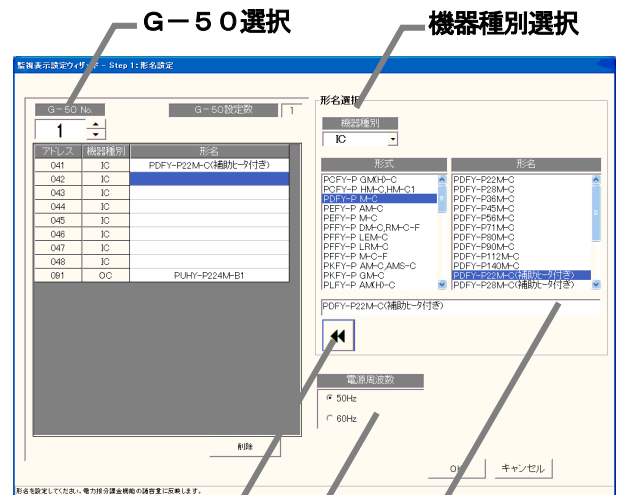 G－50選択
機器種別選択
監視表示設定ウィザード - Step 1:形名設定
G－50 No.
G－50設定数
1
1
アドレス 機器種別 形名
041 IC PDFY-P22M-C(補助ヒータ付き)
042 IC
043 IC
044 IC
045 IC
046 IC
047 IC
048 IC
091 OC PUHY-P224M-B1
削除
形名選択
機器種別
IC
形式
PCFY-P GM(H)-C
PCFY-P HM-C,HM-C1
PDFY-P M-C
PEFY-P AM-C
PEFY-P M-C
PFFY-P DM-C,RM-C-F
PFFY-P LEM-C
PFFY-P LRM-C
PFFY-P M-C-F
PKFY-P AM-C,AMS-C
PKFY-P GM-C
PLFY-P AM(H)-C
形名
PDFY-P22M-C
PDFY-P28M-C
PDFY-P36M-C
PDFY-P45M-C
PDFY-P56M-C
PDFY-P71M-C
PDFY-P80M-C
PDFY-P90M-C
PDFY-P112M-C
PDFY-P140M-C
PDFY-P22M-C(補助ヒータ付き)
PDFY-P28M-C(補助ヒータ付き)
PDFY-P22M-C(補助ヒータ付き)
電源周波数
50Hz
60Hz
キャンセル
形名を設定してください。電力按分課金機能の諸容量に反映します。